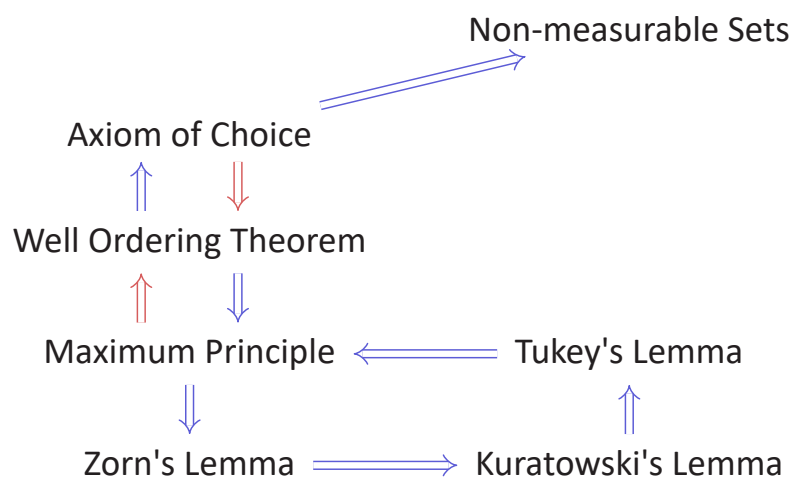 Non-measurable Sets
Axiom of Choice
Well Ordering Theorem
Maximum Principle
Tukey's Lemma
Zorn's Lemma
Kuratowski's Lemma